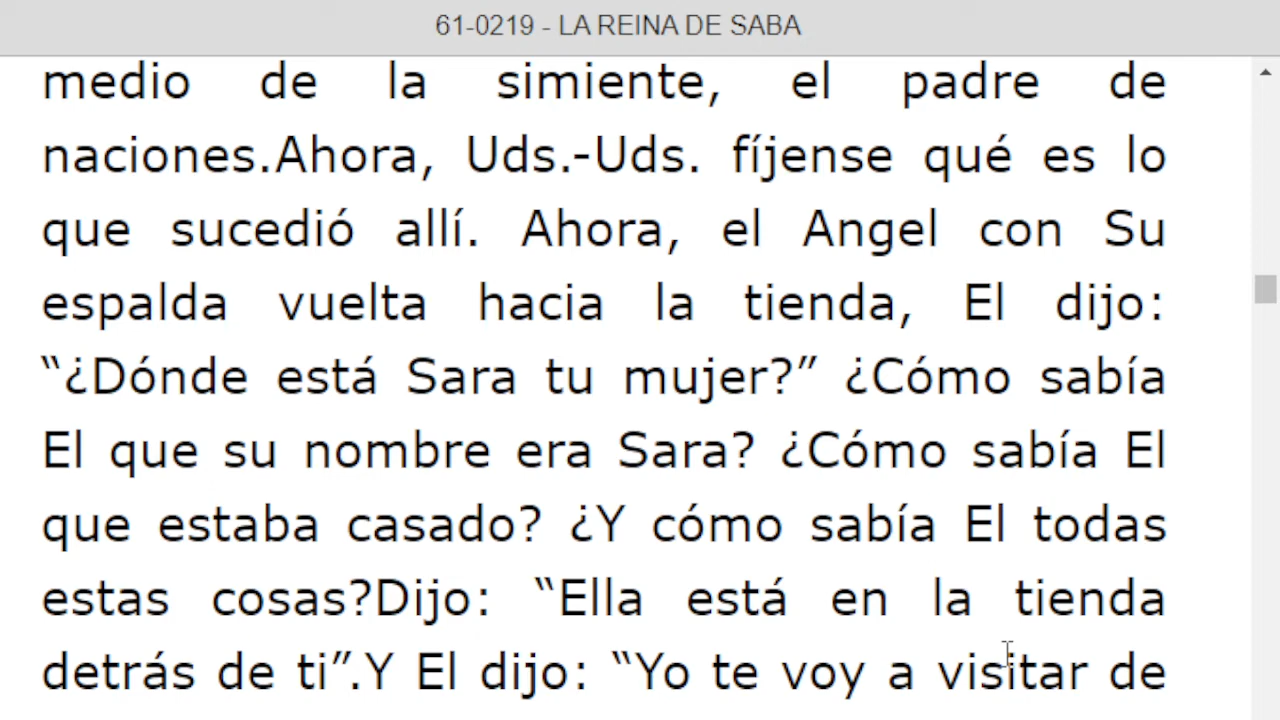 61-0219 - LA REINA DE SABA
medio de la simiente, el padre de
naciones.Ahora, Uds.-Uds. fíjense qué es lo
que sucedió allí. Ahora, el Angel con Su
espalda vuelta hacia la tienda, El dijo:
“¿Dónde está Sara tu mujer?” ¿Cómo sabía
El que su nombre era Sara? ¿Cómo sabía El
que estaba casado? ¿Y cómo sabía El todas
estas cosas?Dijo: “Ella está en la tienda
detrás de ti”.Y El dijo: “Yo te voy a visitar de